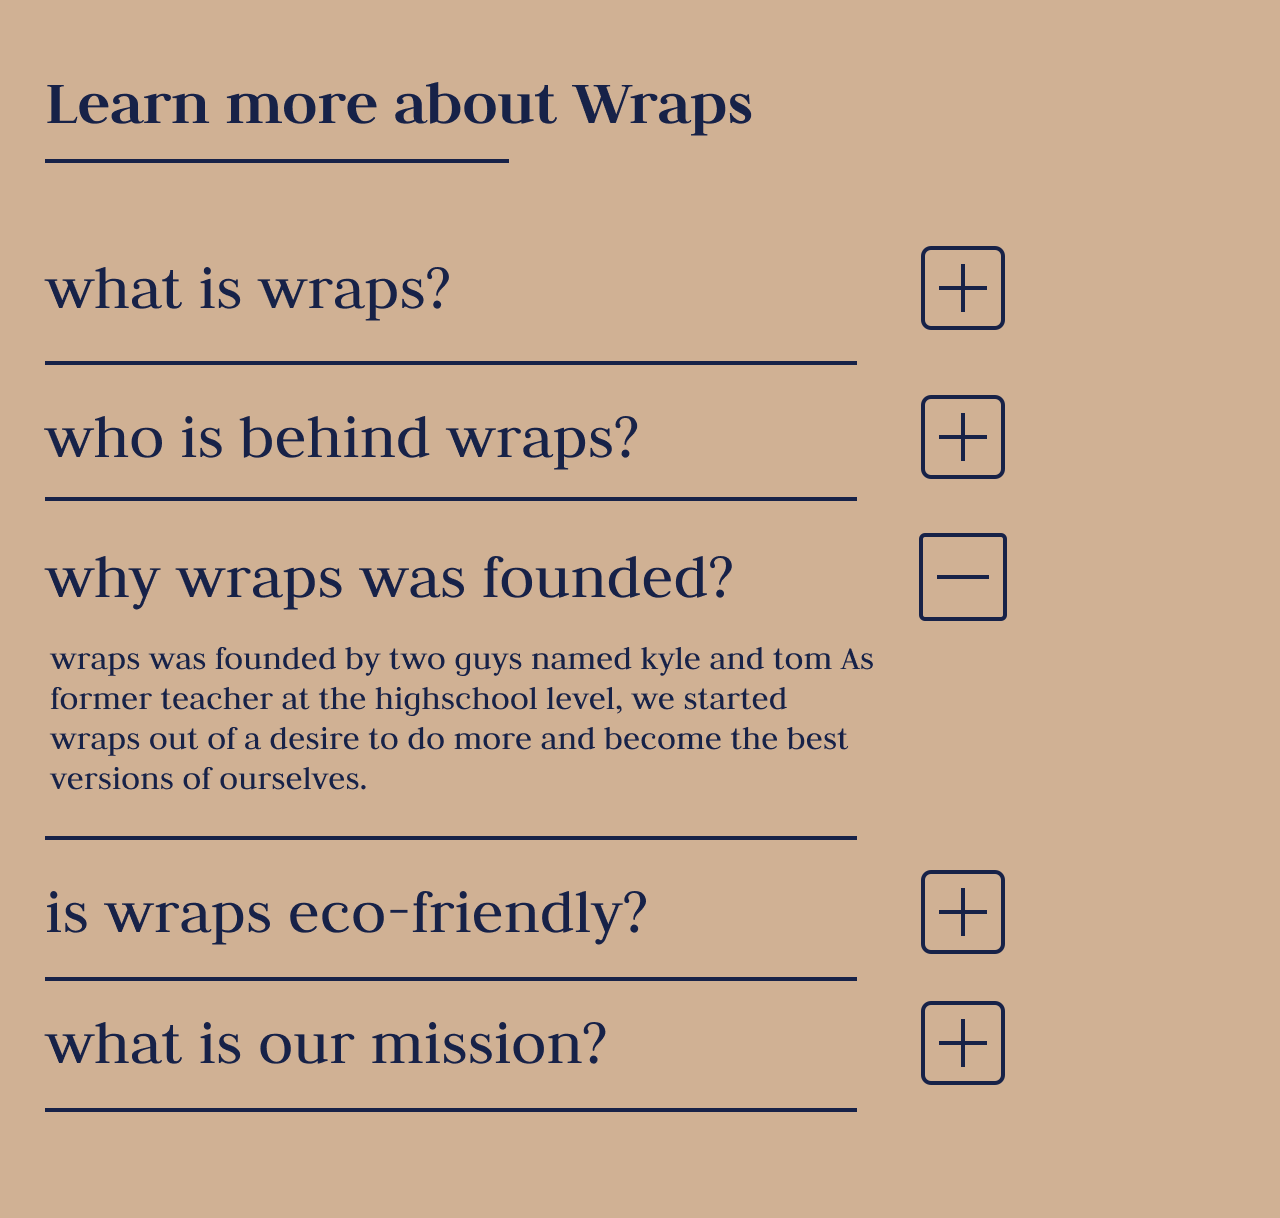 Learn more about Wraps
what is wraps?
who is behind wraps?
why wraps was founded?
wraps was founded by two guys named kyle and tom As
former teacher at the highschool level, we started
wraps out of a desire to do more and become the best
versions of ourselves.
is wraps eco-friendly?
what is our mission?